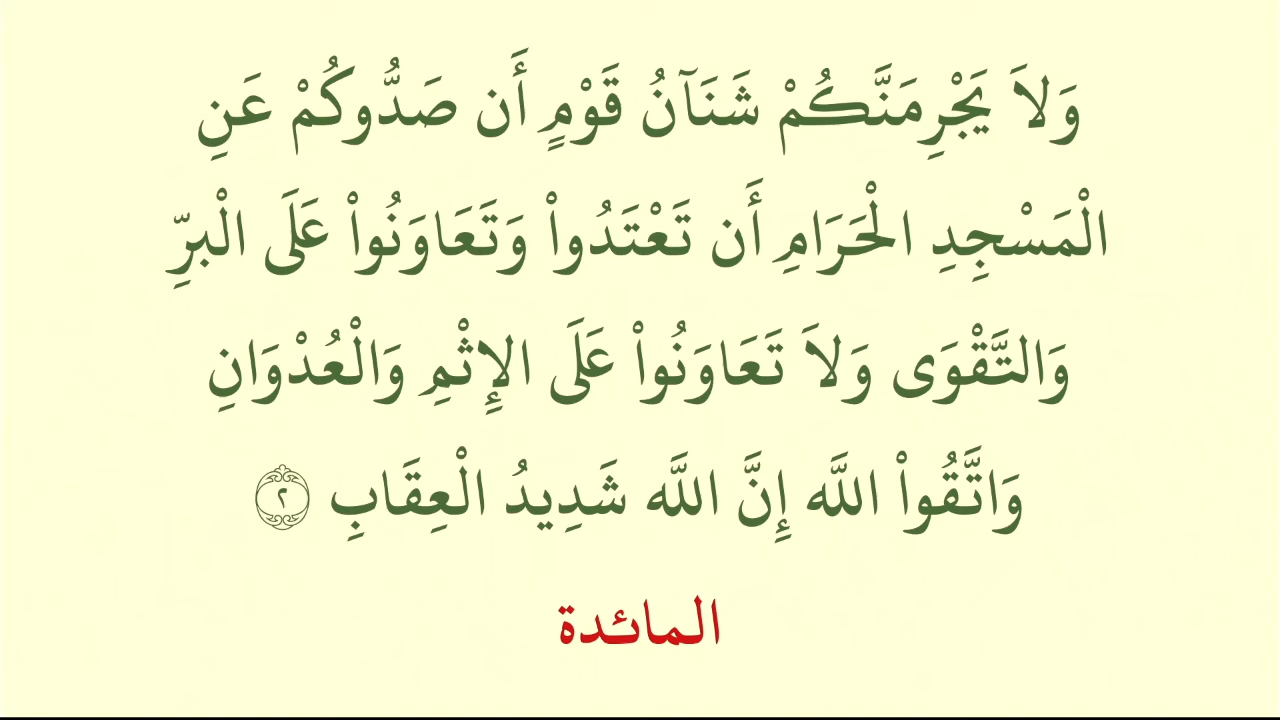 وَلاَ يَجْرِمَنَّكُمْ شَنَآنُ قَوْمٍ أَن صَدُّوكُمْ عَنِ
الْمَسْجِدِ الْحَرَامِ أَن تَعْتَدُواْ وَتَعَاوَنُواْ عَلَى الْبرِّ
وَالتَّقْوَى وَلاَ تَعَاوَنُواْ عَلَى الإِثْمِ وَالْعُدْوَانِ
وَاتَّقُواْ اللَّه إِنَّ اللَّه شَدِيدُ الْعِقَابِ ٢
المائدة